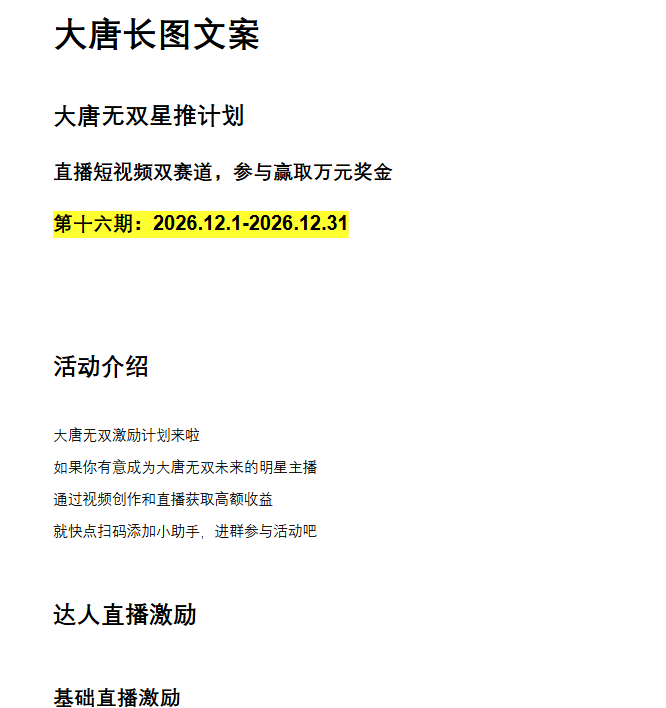 大唐长图文案
大唐无双星推计划
直播短视频双赛道，参与赢取万元奖金
第十六期：2026.12.1-2026.12.31
活动介绍
大唐无双激励计划来啦
如果你有意成为大唐无双未来的明星主播
通过视频创作和直播获取高额收益
就快点扫码添加小助手，进群参与活动吧
达人直播激励
基础直播激励